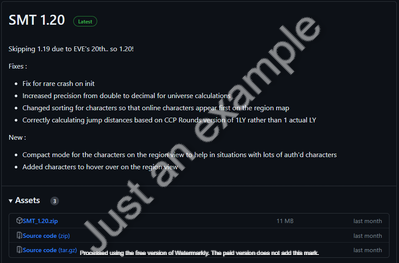 SMT 1.20
Latest
Skipping 1.19 due to EVE's 20th.. so 1.20!
Fixes :
Fix for rare crash on init
Increased precision from double to decimal for universe calculations.
Changed sorting for characters so that online characters appear first on the region map
Correctly calculating jump distances based on CCP Rounds version of 1LY rather than 1 actual LY
New :
Compact mode for the characters on the region view to help in situations with lots of auth'd characters
Added characters to hover over on the region view
Assets 3
SMT_1.20.zip 11 MB last month
Source code (zip) last month
Source code (tar.gz) last month
Just an example
Processed using the free version of Watermarkly. The paid version does not add this mark.